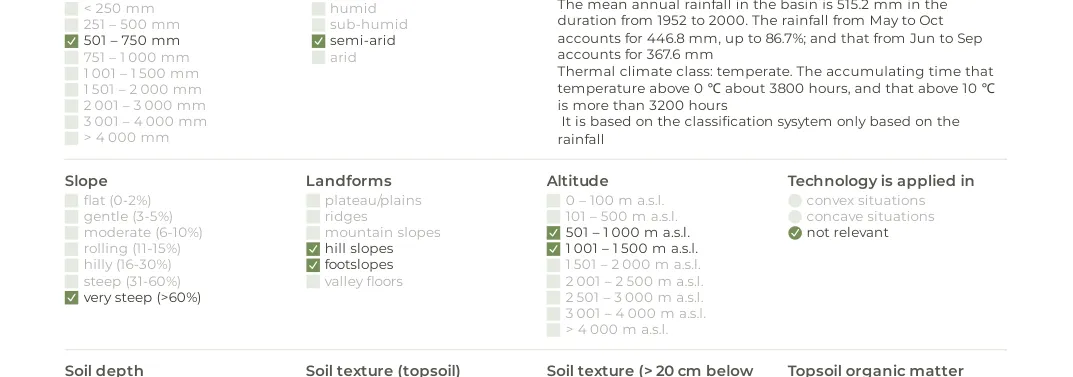 < 250 mm
251 – 500 mm
501 – 750 mm
751 – 1 000 mm
1 001 – 1 500 mm
1 501 – 2 000 mm
2 001 – 3 000 mm
3 001 – 4 000 mm
> 4 000 mm
humid
sub-humid
semi-arid
arid
The mean annual rainfall in the basin is 515.2 mm in the
duration from 1952 to 2000. The rainfall from May to Oct
accounts for 446.8 mm, up to 86.7%; and that from Jun to Sep
accounts for 367.6 mm
Thermal climate class: temperate. The accumulating time that
temperature above 0 ℃ about 3800 hours, and that above 10 ℃
is more than 3200 hours
It is based on the classification sysytem only based on the
rainfall
Slope
flat (0-2%)
gentle (3-5%)
moderate (6-10%)
rolling (11-15%)
hilly (16-30%)
steep (31-60%)
very steep (>60%)
Landforms
plateau/plains
ridges
mountain slopes
hill slopes
footslopes
valley floors
Altitude
0 – 100 m a.s.l.
101 – 500 m a.s.l.
501 – 1 000 m a.s.l.
1 001 – 1 500 m a.s.l.
1 501 – 2 000 m a.s.l.
2 001 – 2 500 m a.s.l.
2 501 – 3 000 m a.s.l.
3 001 – 4 000 m a.s.l.
> 4 000 m a.s.l.
Technology is applied in
convex situations
concave situations
not relevant
Soil depth
Soil texture (topsoil)
Soil texture (> 20 cm below
Topsoil organic matter